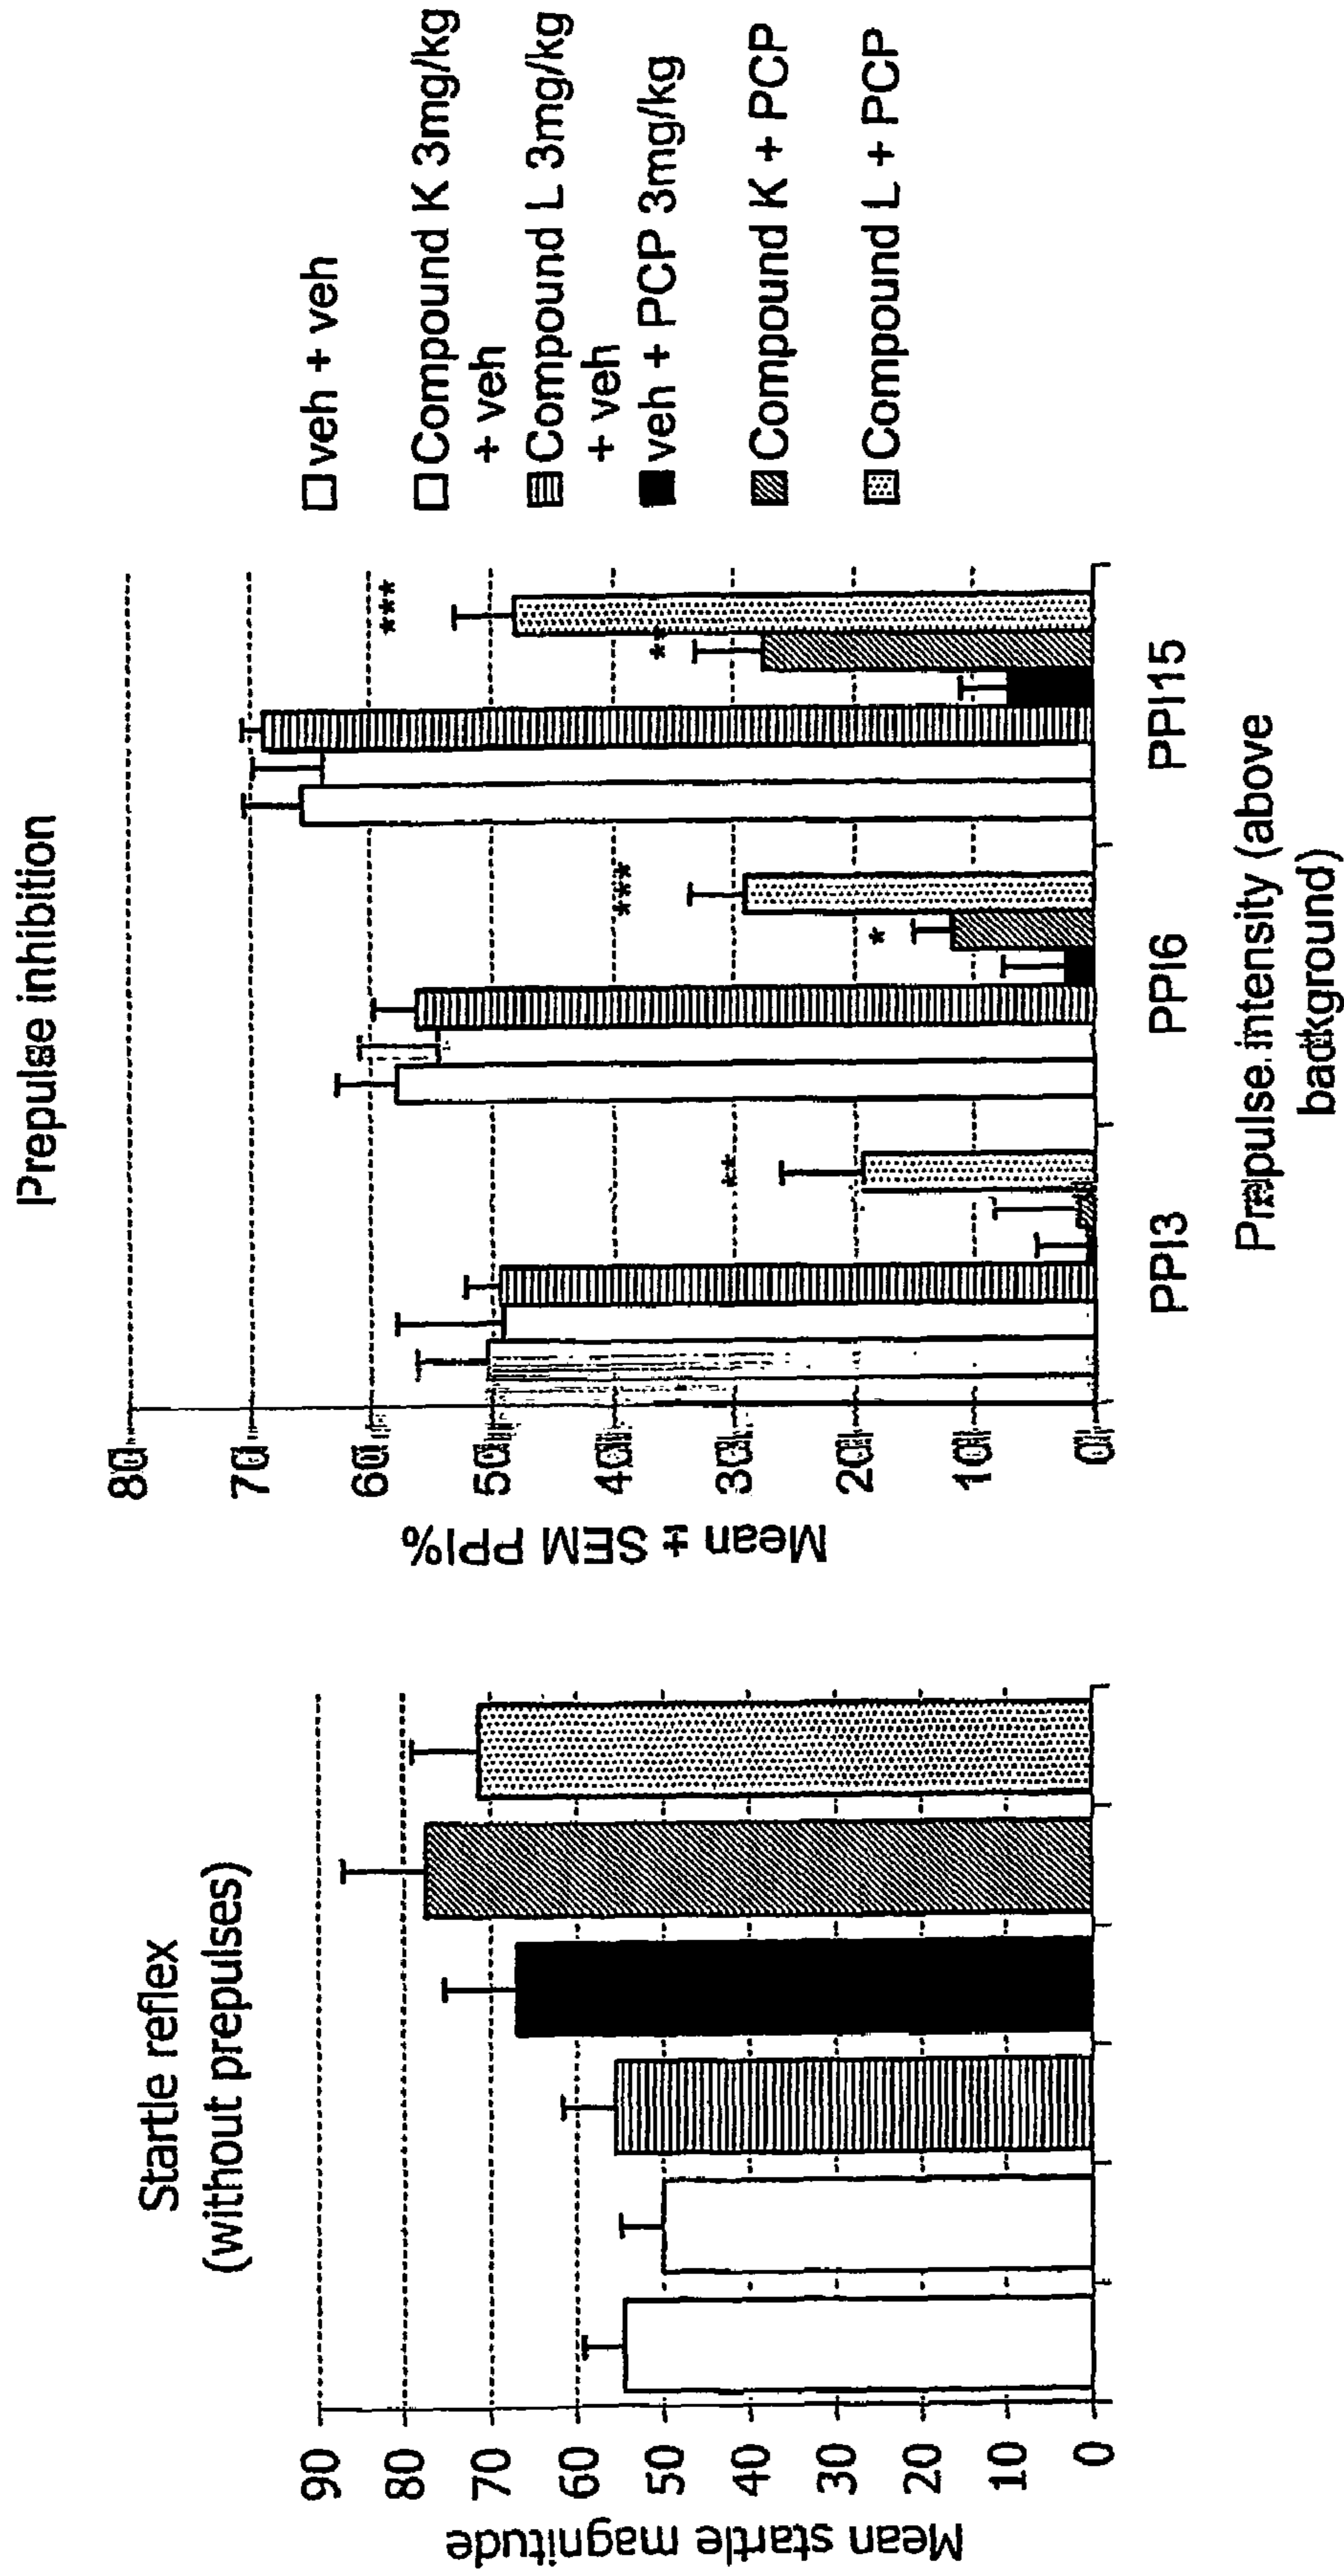 Startle reflex
(without prepulses)
Mean startle magnitude
90
80
70
60
50
40
30
20
10
0
Prepulse inhibition
Mean ± SEM PPI%
80
70
60
50
40
30
20
10
0
**
*
***
**
***
PPI3
PPI6
PPI15
Prepulse intensity (above
background)
veh + veh
Compound K 3mg/kg
+ veh
Compound L 3mg/kg
+ veh
veh + PCP 3mg/kg
Compound K + PCP
Compound L + PCP